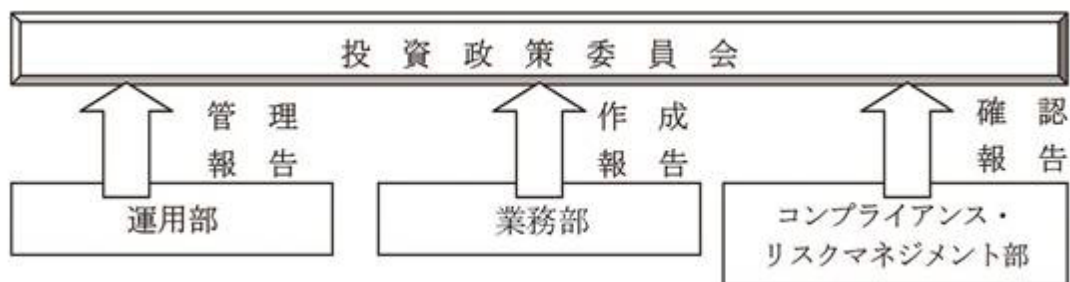 投資政策委員会
管理
報告
作成
報告
確認
報告
運用部
業務部
コンプライアンス・
リスクマネジメント部